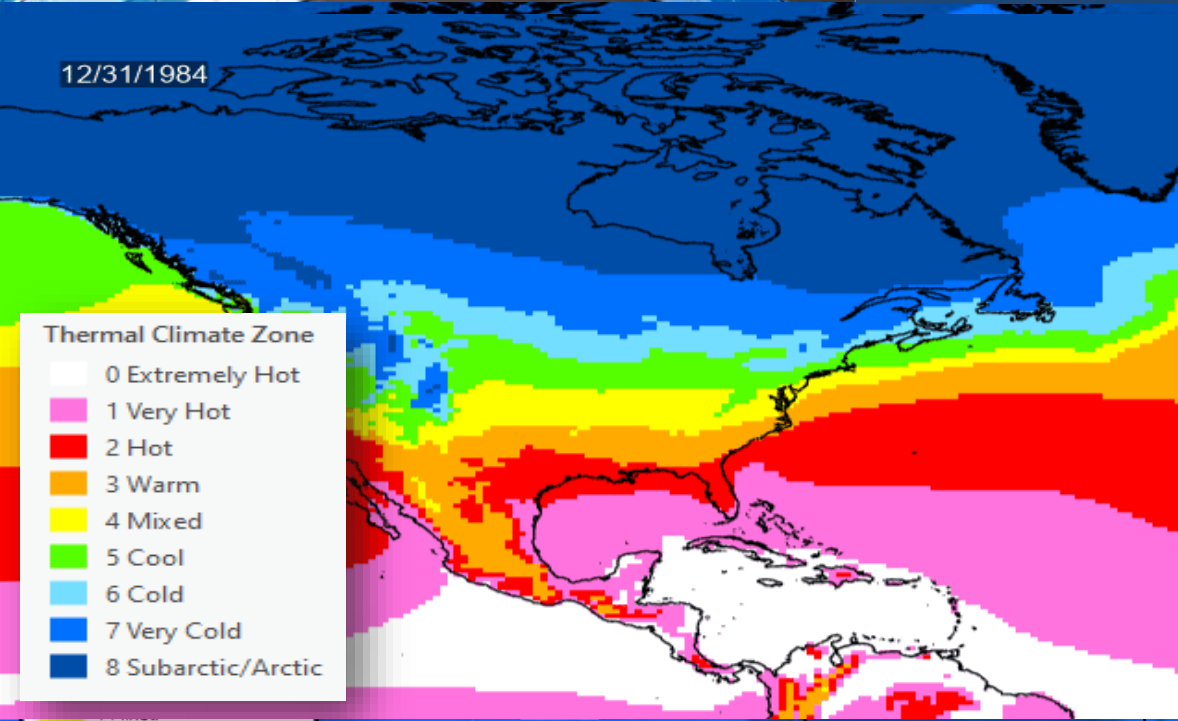 12/31/1984
Thermal Climate Zone
0 Extremely Hot
1 Very Hot
2 Hot
3 Warm
4 Mixed
5 Cool
6 Cold
7 Very Cold
8 Subarctic/Arctic